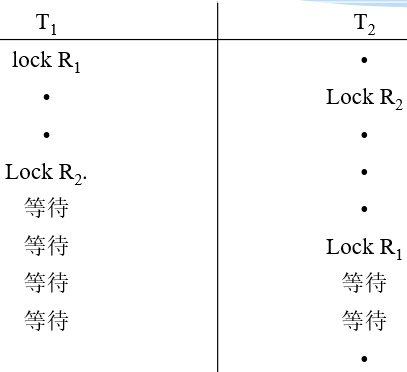 T1 T2
lock R1 •
• Lock R2
• •
Lock R2. •
等待 •
等待 Lock R1
等待 等待
等待 等待
•